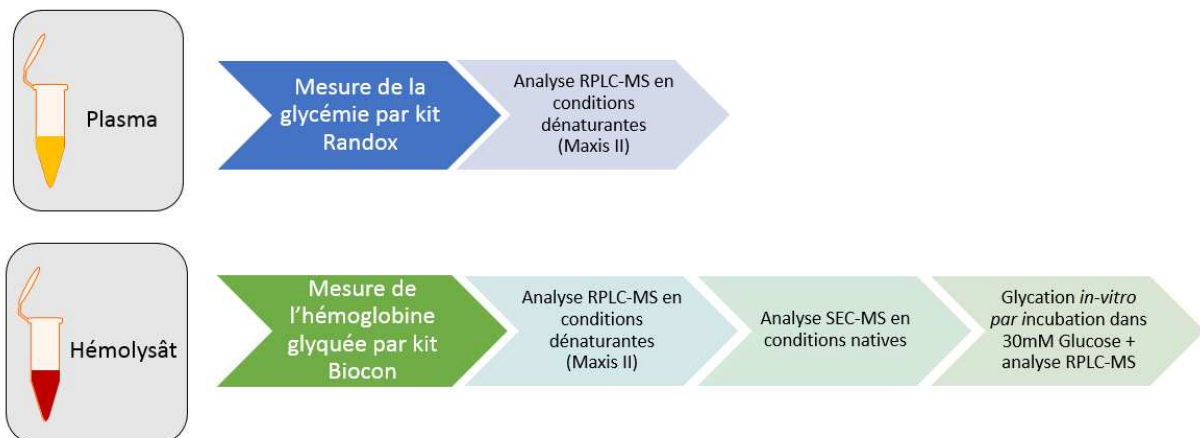 Plasma
Mesure de la
glycémie par kit
Randox
Analyse RPLC-MS en
conditions
dénaturantes
(Maxis II)
Hémolysât
Mesure de
l’hémoglobine
glyquée par kit
Biocon
Analyse RPLC-MS en
conditions
dénaturantes
(Maxis II)
Analyse SEC-MS en
conditions natives
Glycation in-vitro
par incubation dans
30mM Glucose +
analyse RPLC-MS